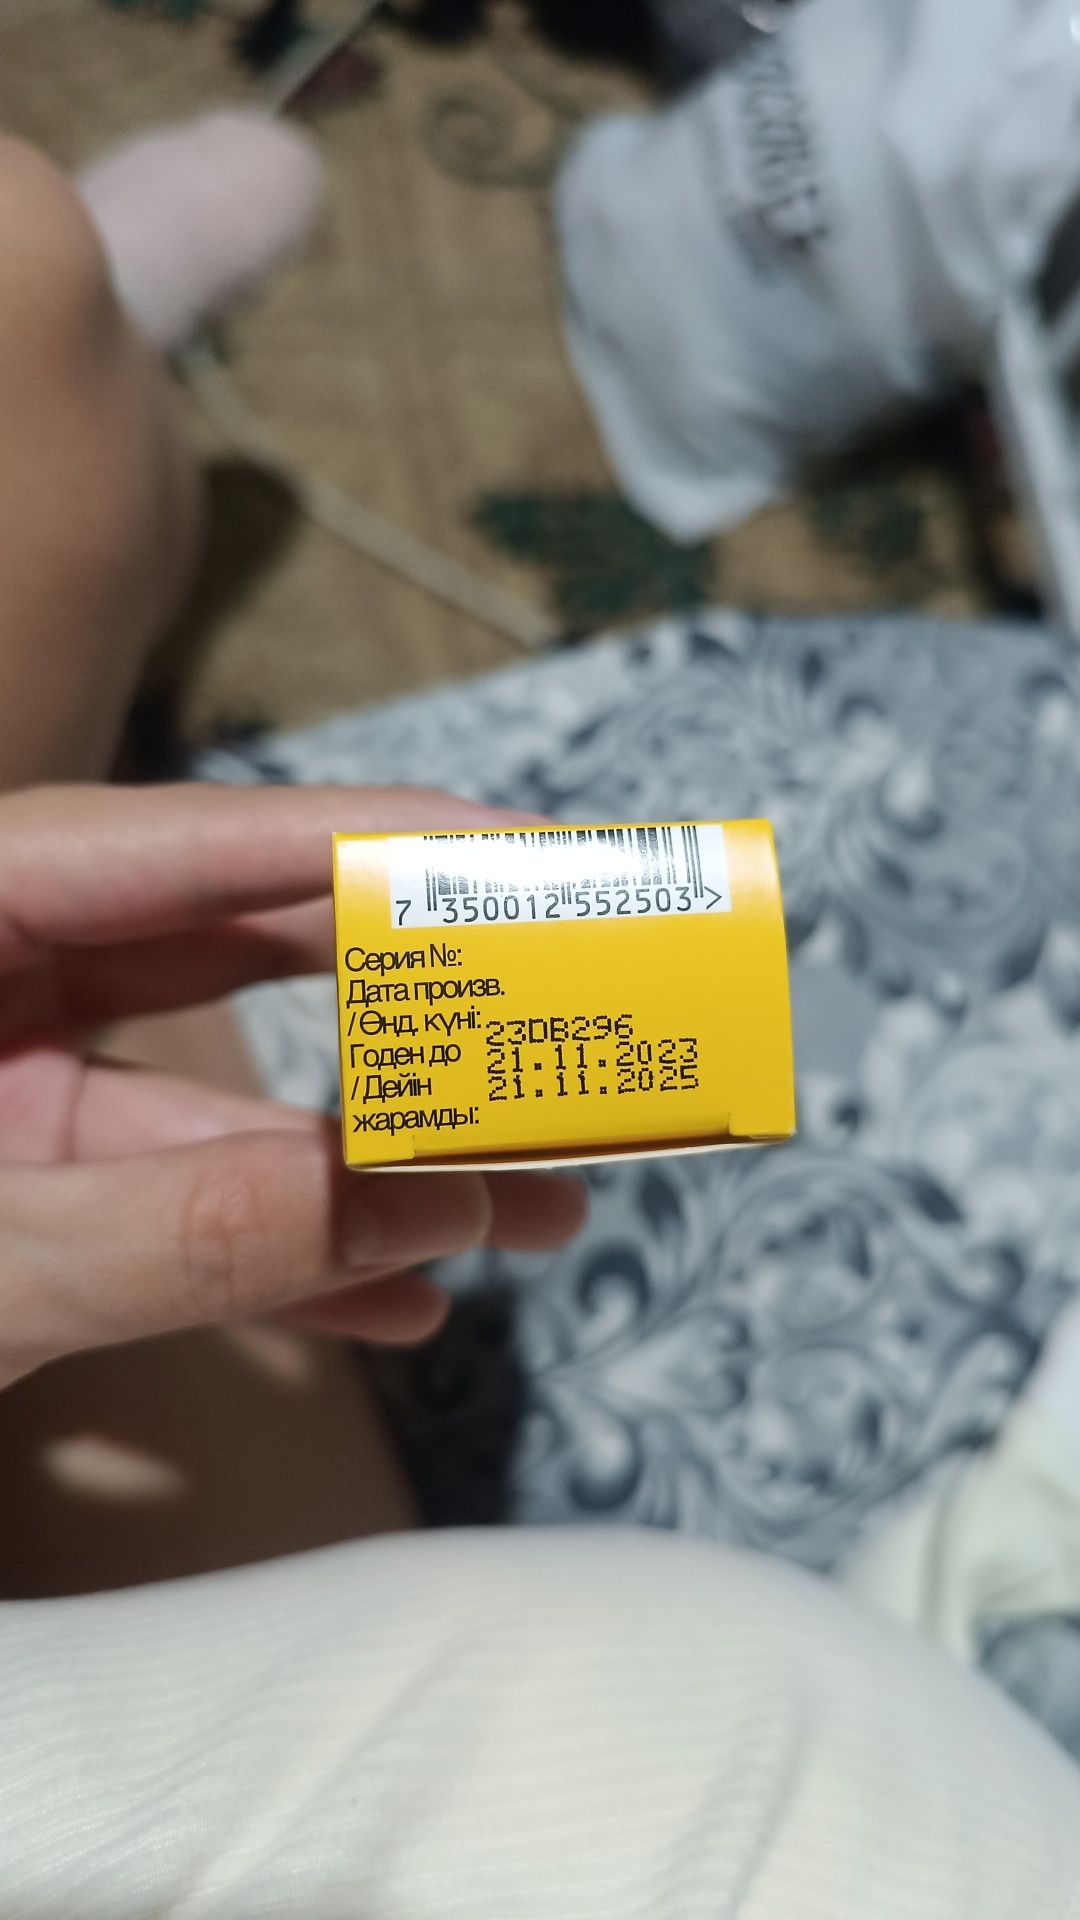 7 350012 552503 >
Серия №:
Дата произв.
/Өнд. күні:
Годен до
/Дейін
жарамды:
23DB296
21.11.2023
21.11.2025